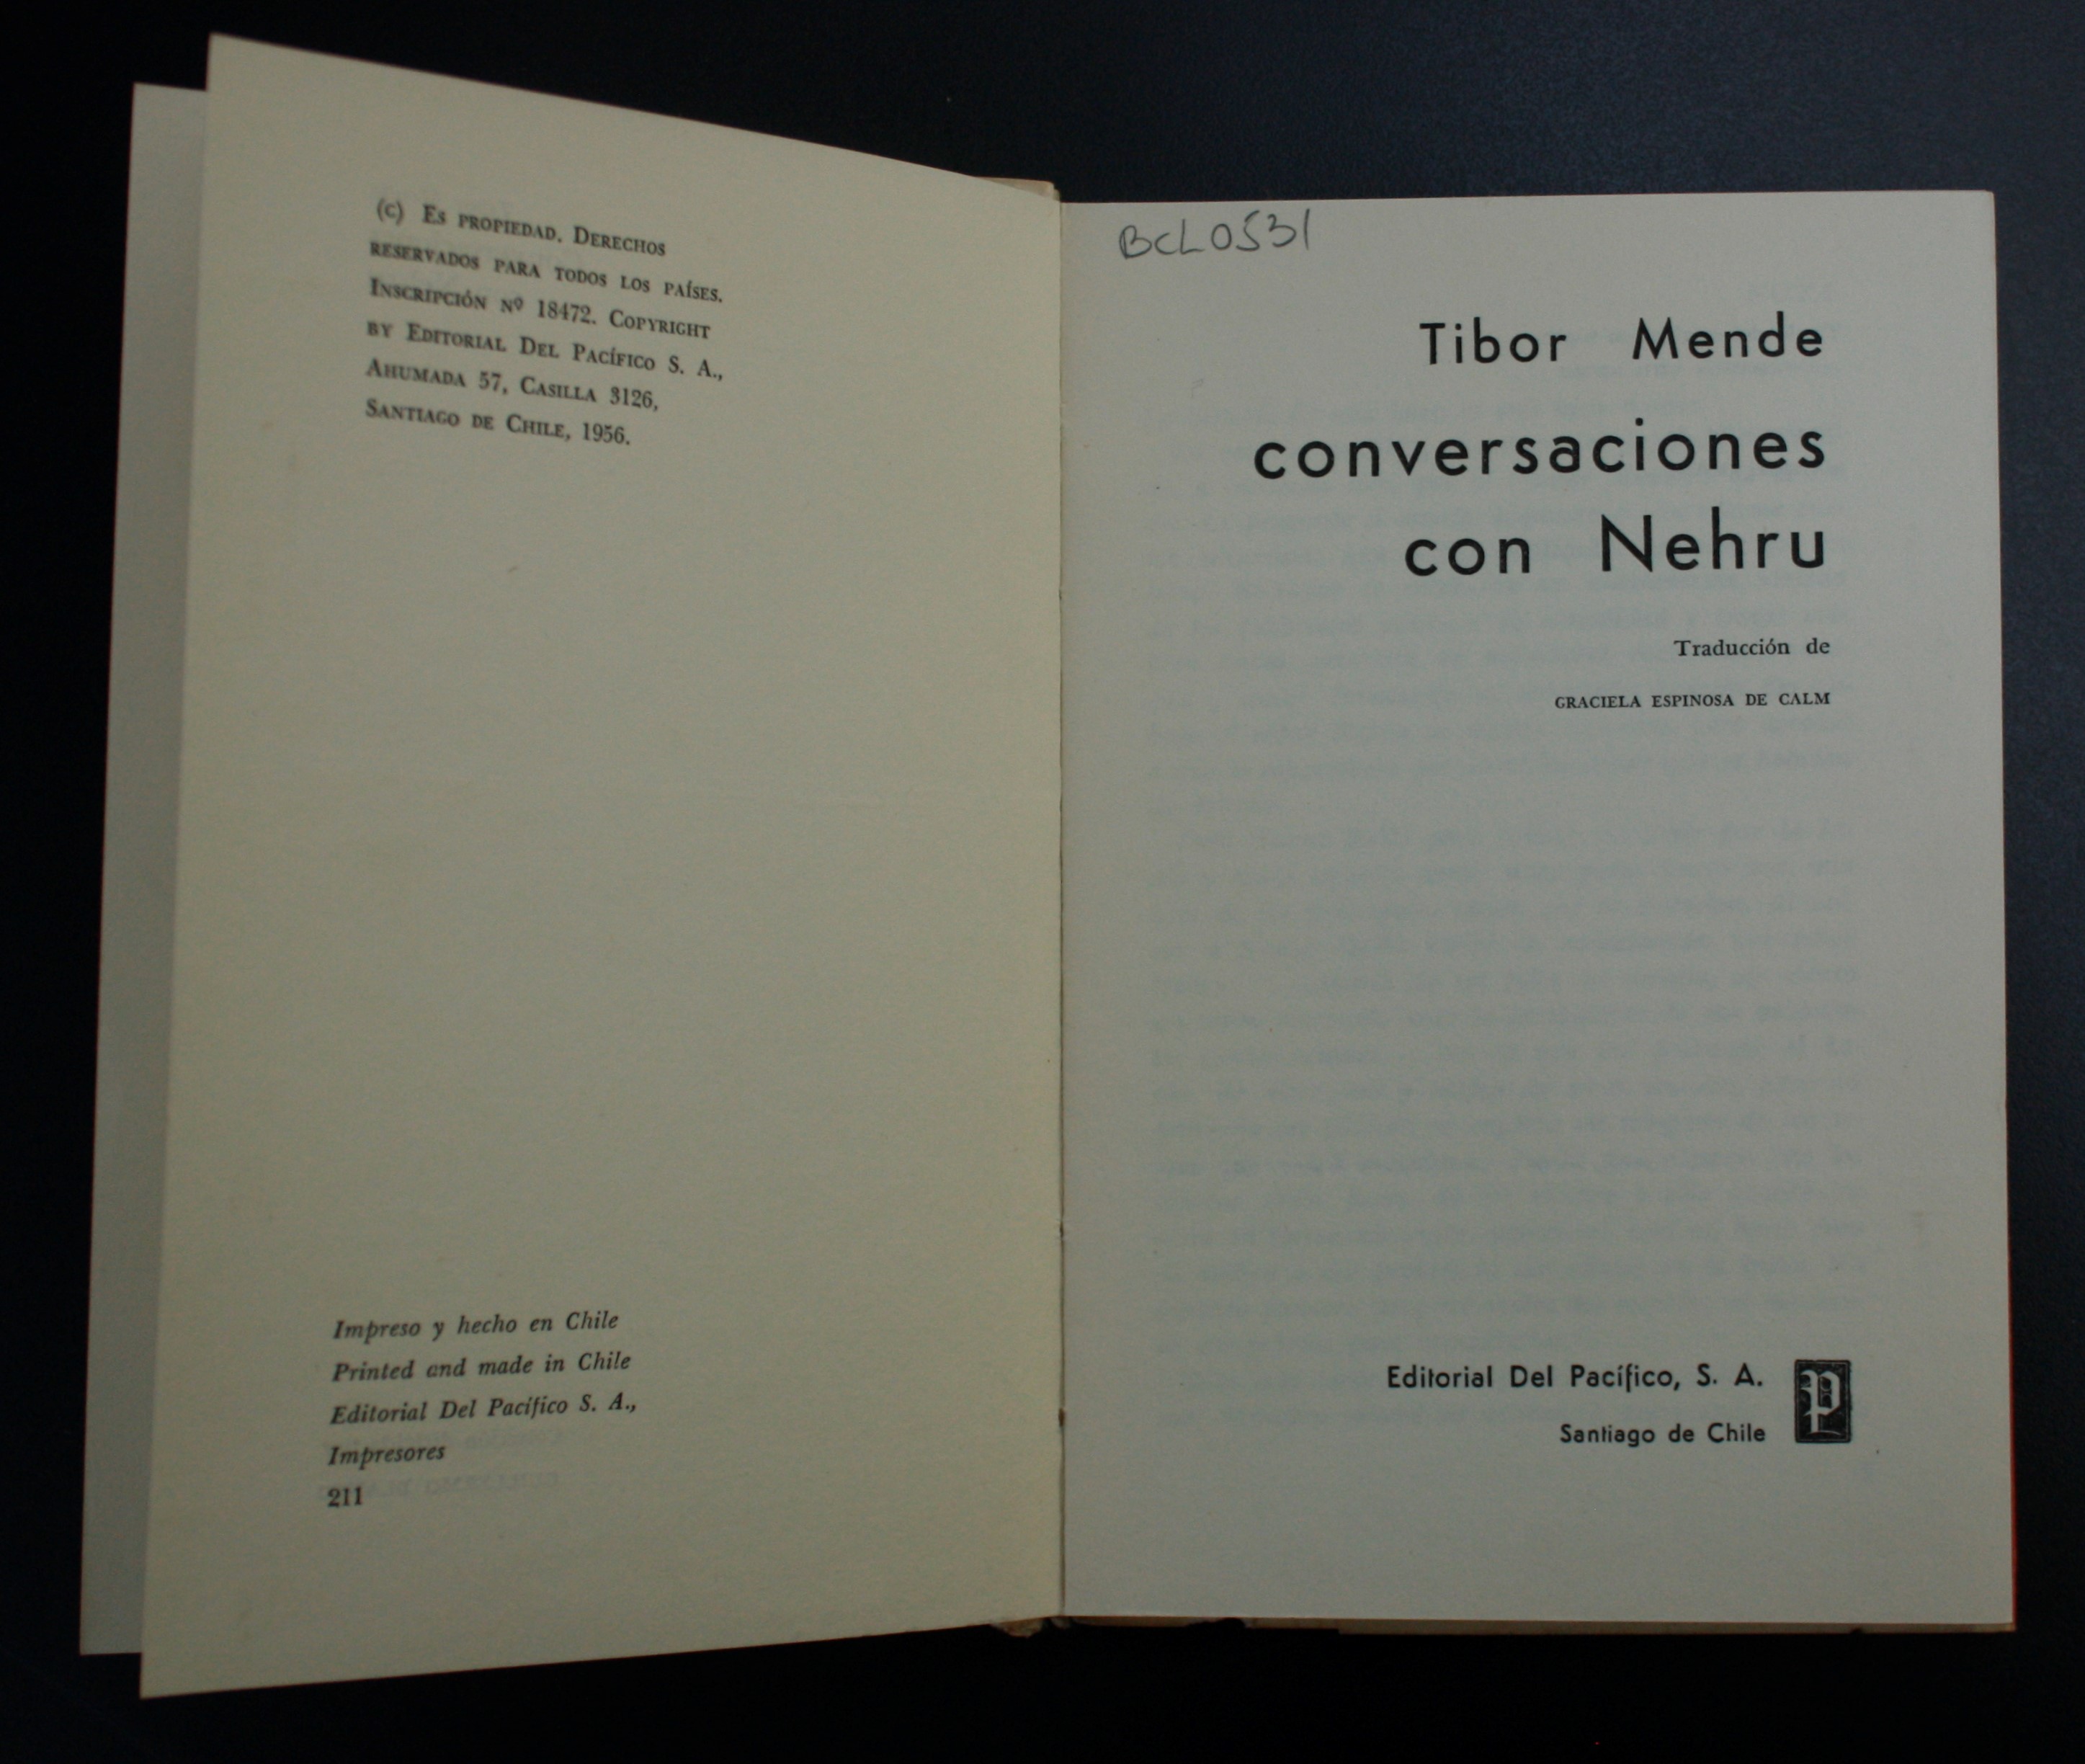 (c) Es propiedad. Derechos
reservados para todos los países.
Inscripción Nº 18472. Copyright
by Editorial Del Pacífico S. A.,
Ahumada 57, Casilla 3126,
Santiago de Chile, 1956.
Impreso y hecho en Chile
Printed and made in Chile
Editorial Del Pacífico S. A.,
Impresores
211
BCL0531
Tibor Mende
conversaciones
con Nehru
Traducción de
GRACIELA ESPINOSA DE CALM
Editorial Del Pacífico, S. A.
Santiago de Chile
P